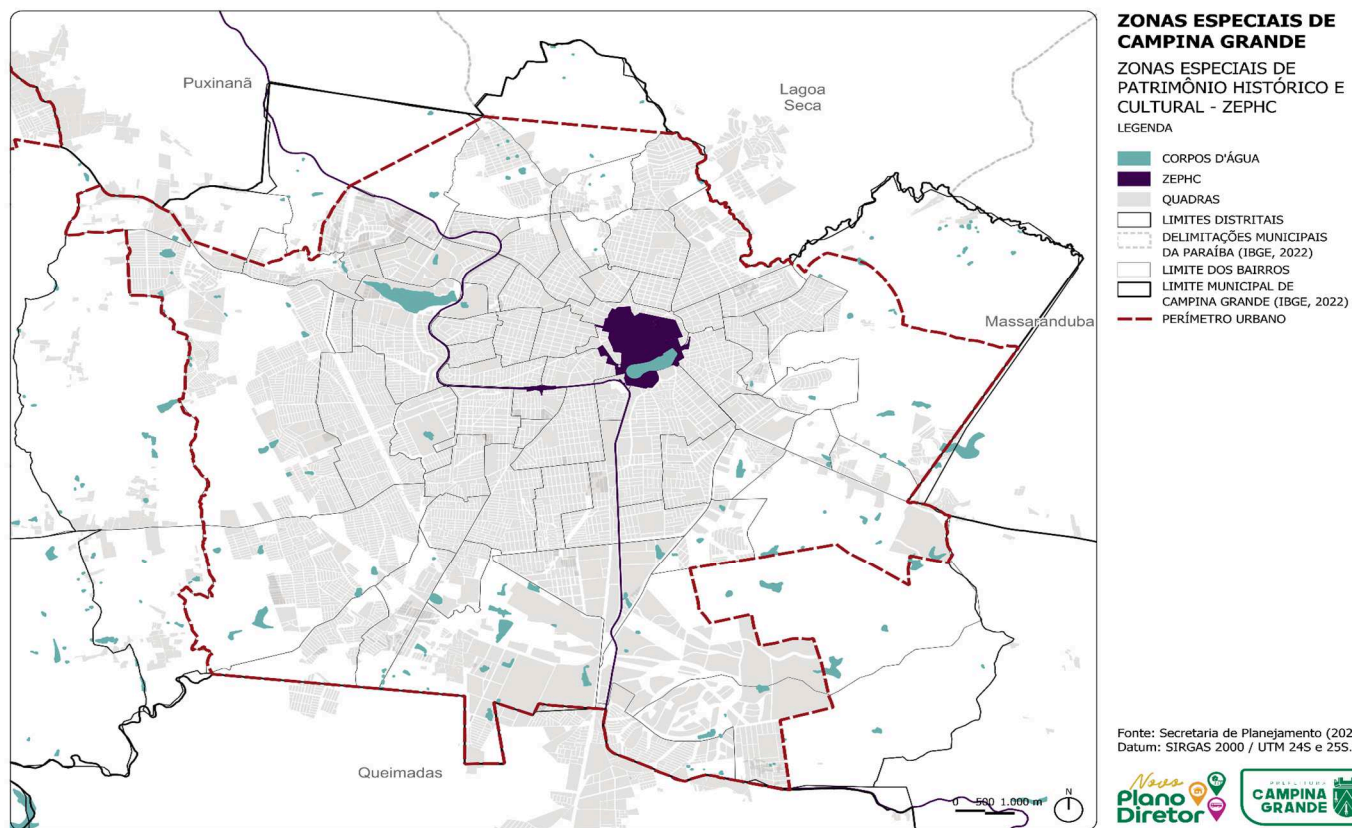 ZONAS ESPECIAIS DE
CAMPINA GRANDE
ZONAS ESPECIAIS DE
PATRIMÔNIO HISTÓRICO E
CULTURAL - ZEPHC
LEGENDA
CORPOS D'ÁGUA
ZEPHC
QUADRAS
LIMITES DISTRITAIS
DELIMITAÇÕES MUNICIPAIS
DA PARAÍBA (IBGE, 2022)
LIMITE DOS BAIRROS
LIMITE MUNICIPAL DE
CAMPINA GRANDE (IBGE, 2022)
PERÍMETRO URBANO
Puxinanã
Lagoa
Seca
Massaranduba
Queimadas
0 500 1.000 m
N
Fonte: Secretaria de Planejamento (202
Datum: SIRGAS 2000 / UTM 24S e 25S.
Novo
Plano
Diretor
PREFEITURA
CAMPINA
GRANDE